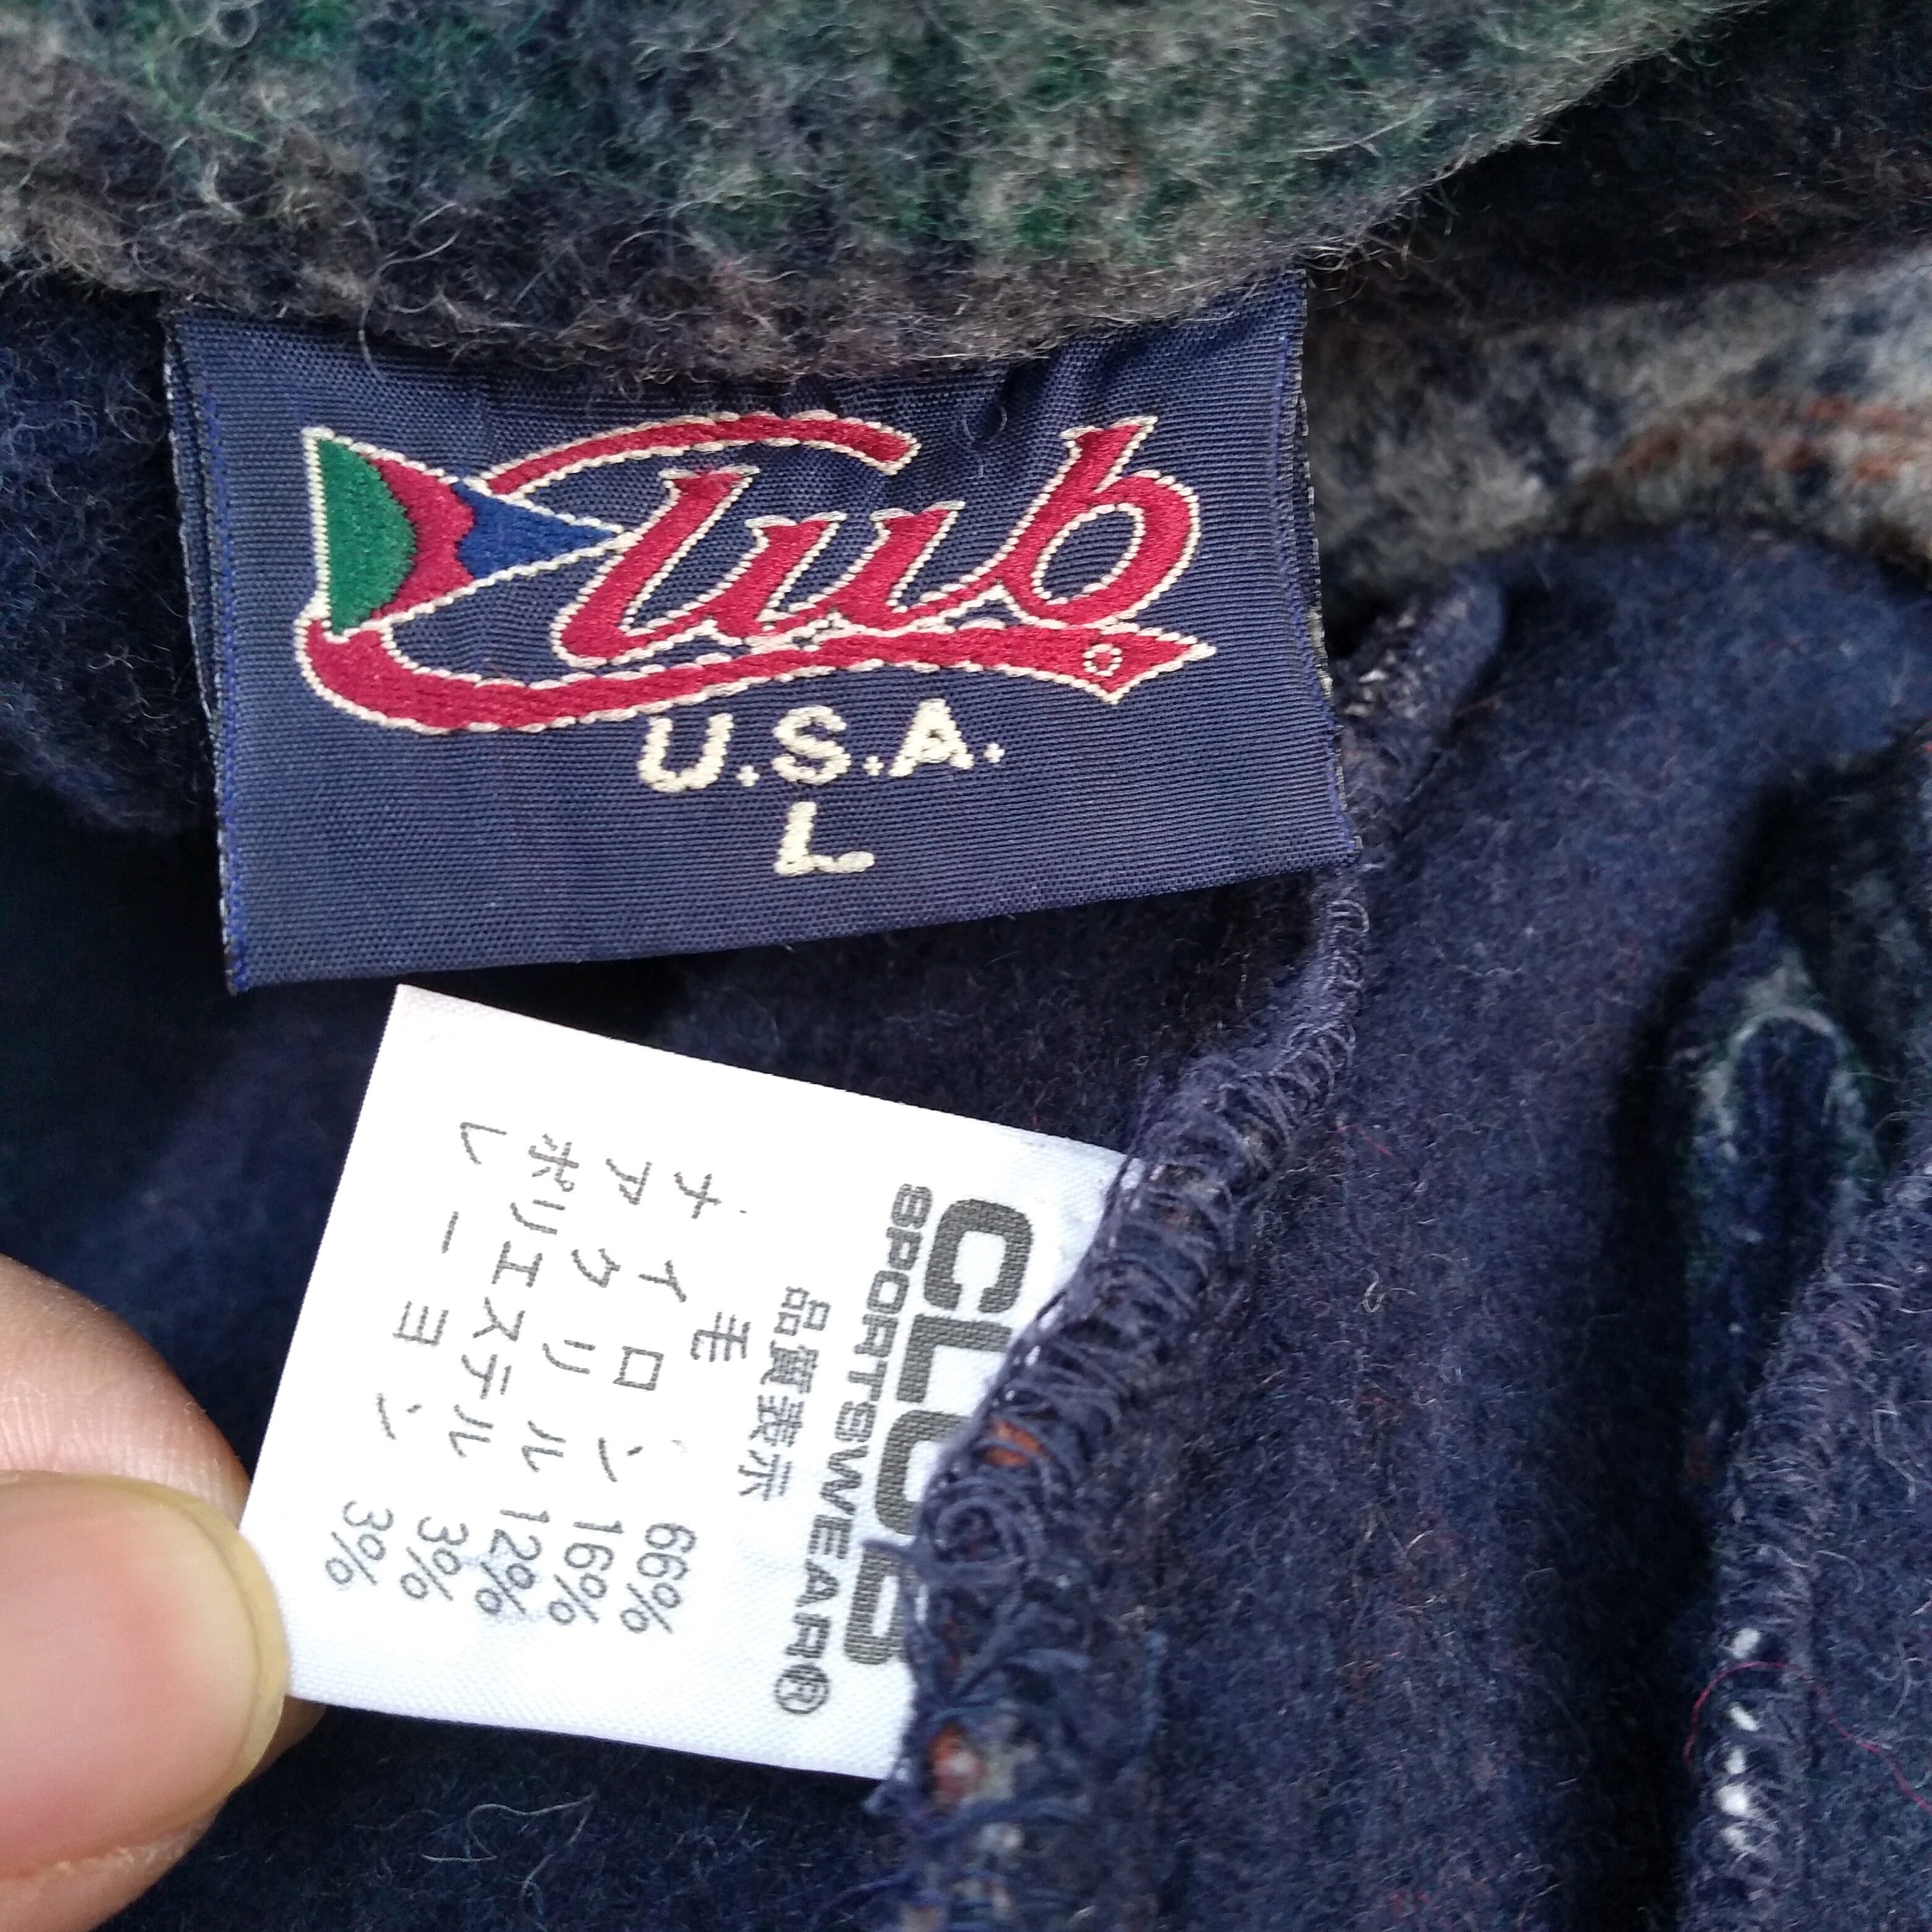 Club
U.S.A.
L
CLUB
SPORTSWEAR®
品質表示
毛 66%
ナイロン 16%
アクリル 12%
ポリエステル 3%
レーヨン 3%